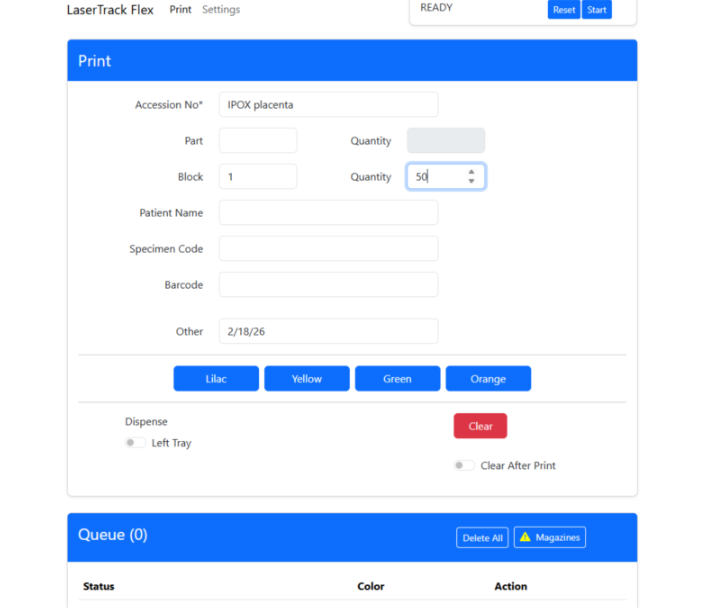 LaserTrack Flex Print Settings READY Reset Start
Print
Accession No* IPOX placenta
Part Quantity
Block 1 Quantity 50
Patient Name
Specimen Code
Barcode
Other 2/18/26
Lilac Yellow Green Orange
Dispense Clear
Left Tray
Clear After Print
Queue (0) Delete All Magazines
Status Color Action